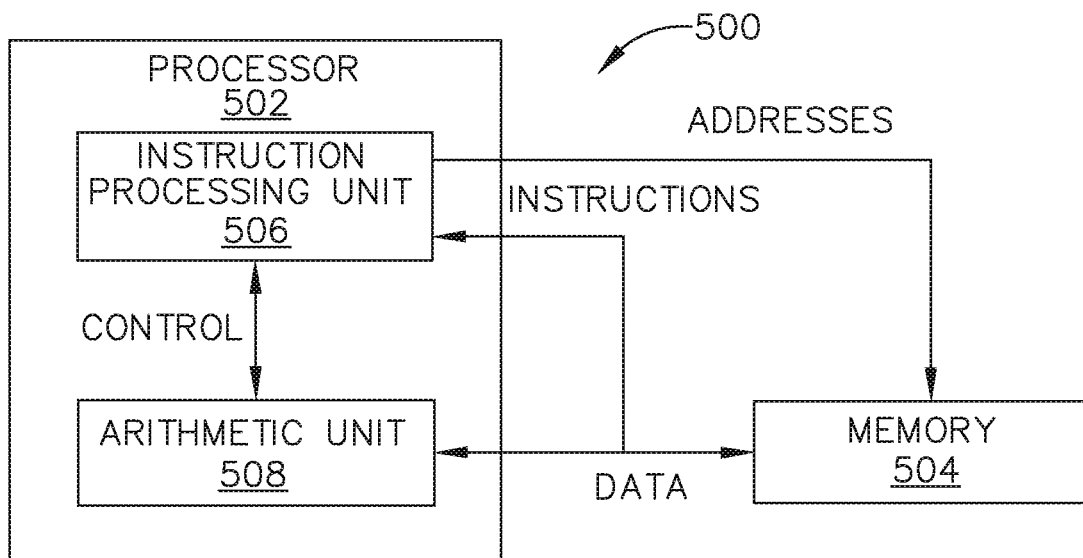 500
PROCESSOR
502
ADDRESSES
INSTRUCTION
PROCESSING UNIT
506
INSTRUCTIONS
CONTROL
ARITHMETIC UNIT
508
DATA
MEMORY
504